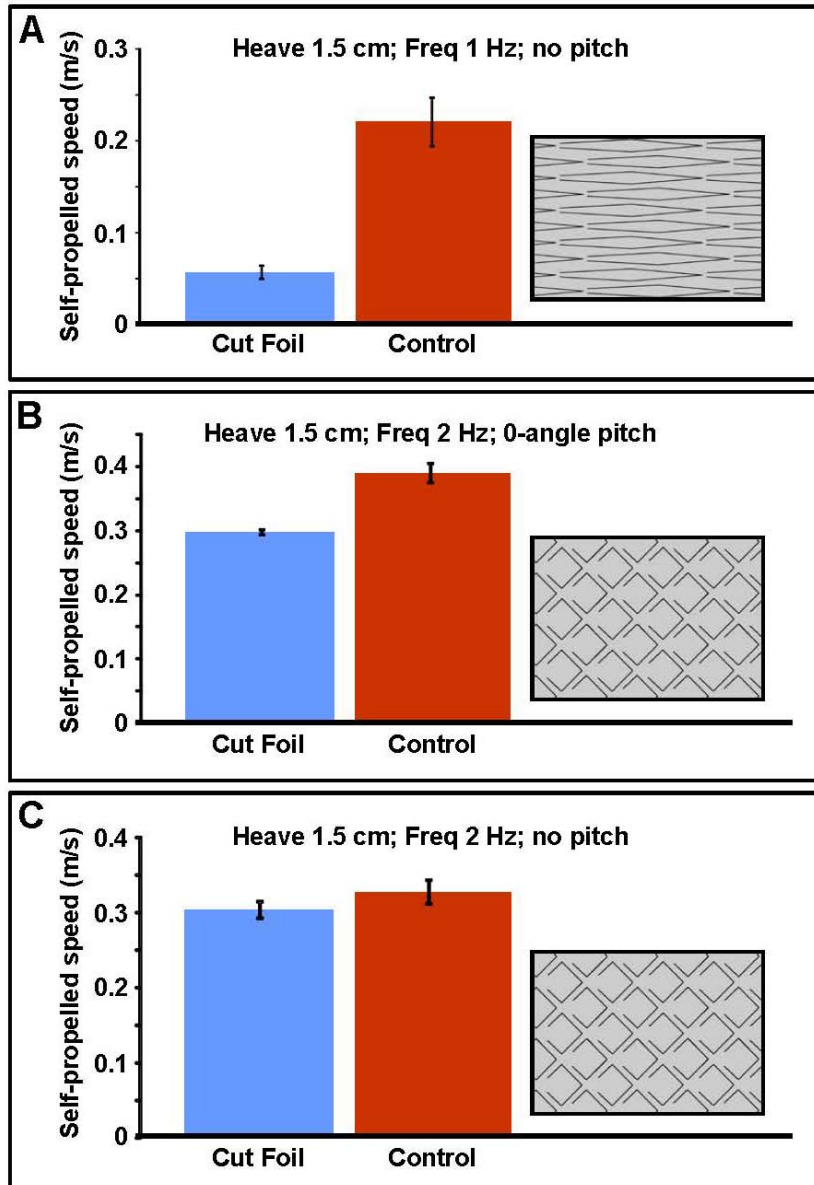 A
Heave 1.5 cm; Freq 1 Hz; no pitch
Self-propelled speed (m/s)
0.3
0.2
0.1
0
Cut Foil
Control
B
Heave 1.5 cm; Freq 2 Hz; 0-angle pitch
Self-propelled speed (m/s)
0.4
0.3
0.2
0.1
0
Cut Foil
Control
C
Heave 1.5 cm; Freq 2 Hz; no pitch
Self-propelled speed (m/s)
0.4
0.3
0.2
0.1
0
Cut Foil
Control